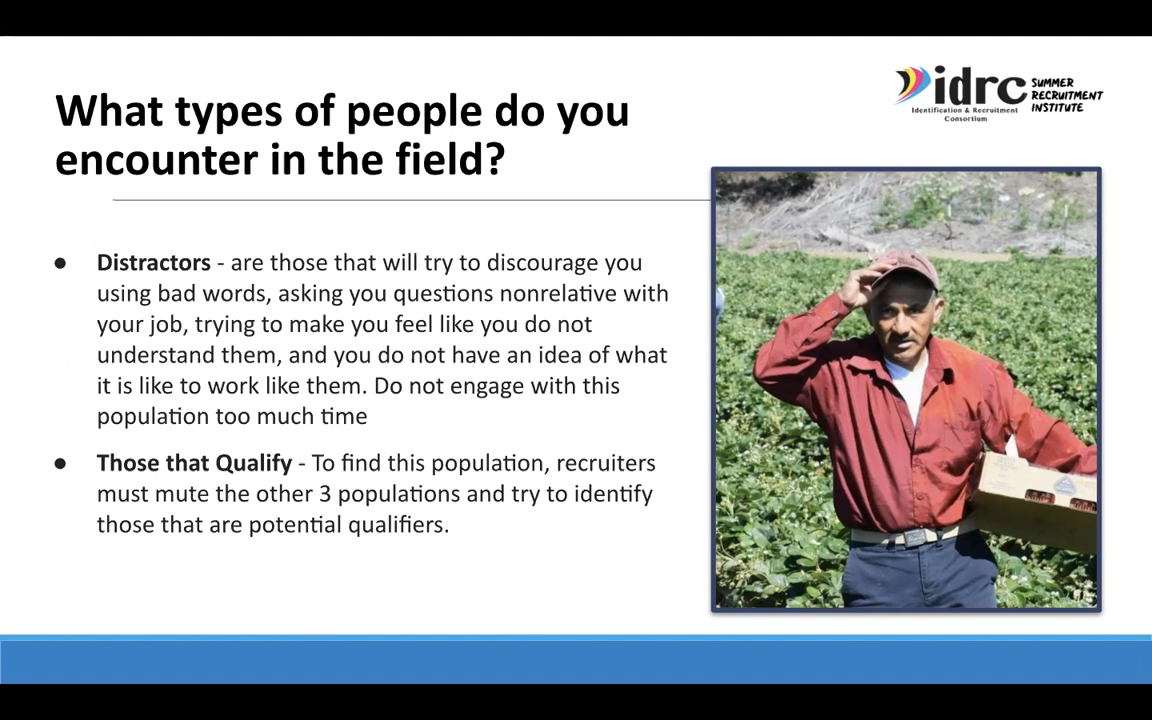 What types of people do you
encounter in the field?
idrc
Identification & Recruitment
Consortium
SUMMER
RECRUITMENT
INSTITUTE
● Distractors - are those that will try to discourage you
using bad words, asking you questions nonrelative with
your job, trying to make you feel like you do not
understand them, and you do not have an idea of what
it is like to work like them. Do not engage with this
population too much time
● Those that Qualify - To find this population, recruiters
must mute the other 3 populations and try to identify
those that are potential qualifiers.